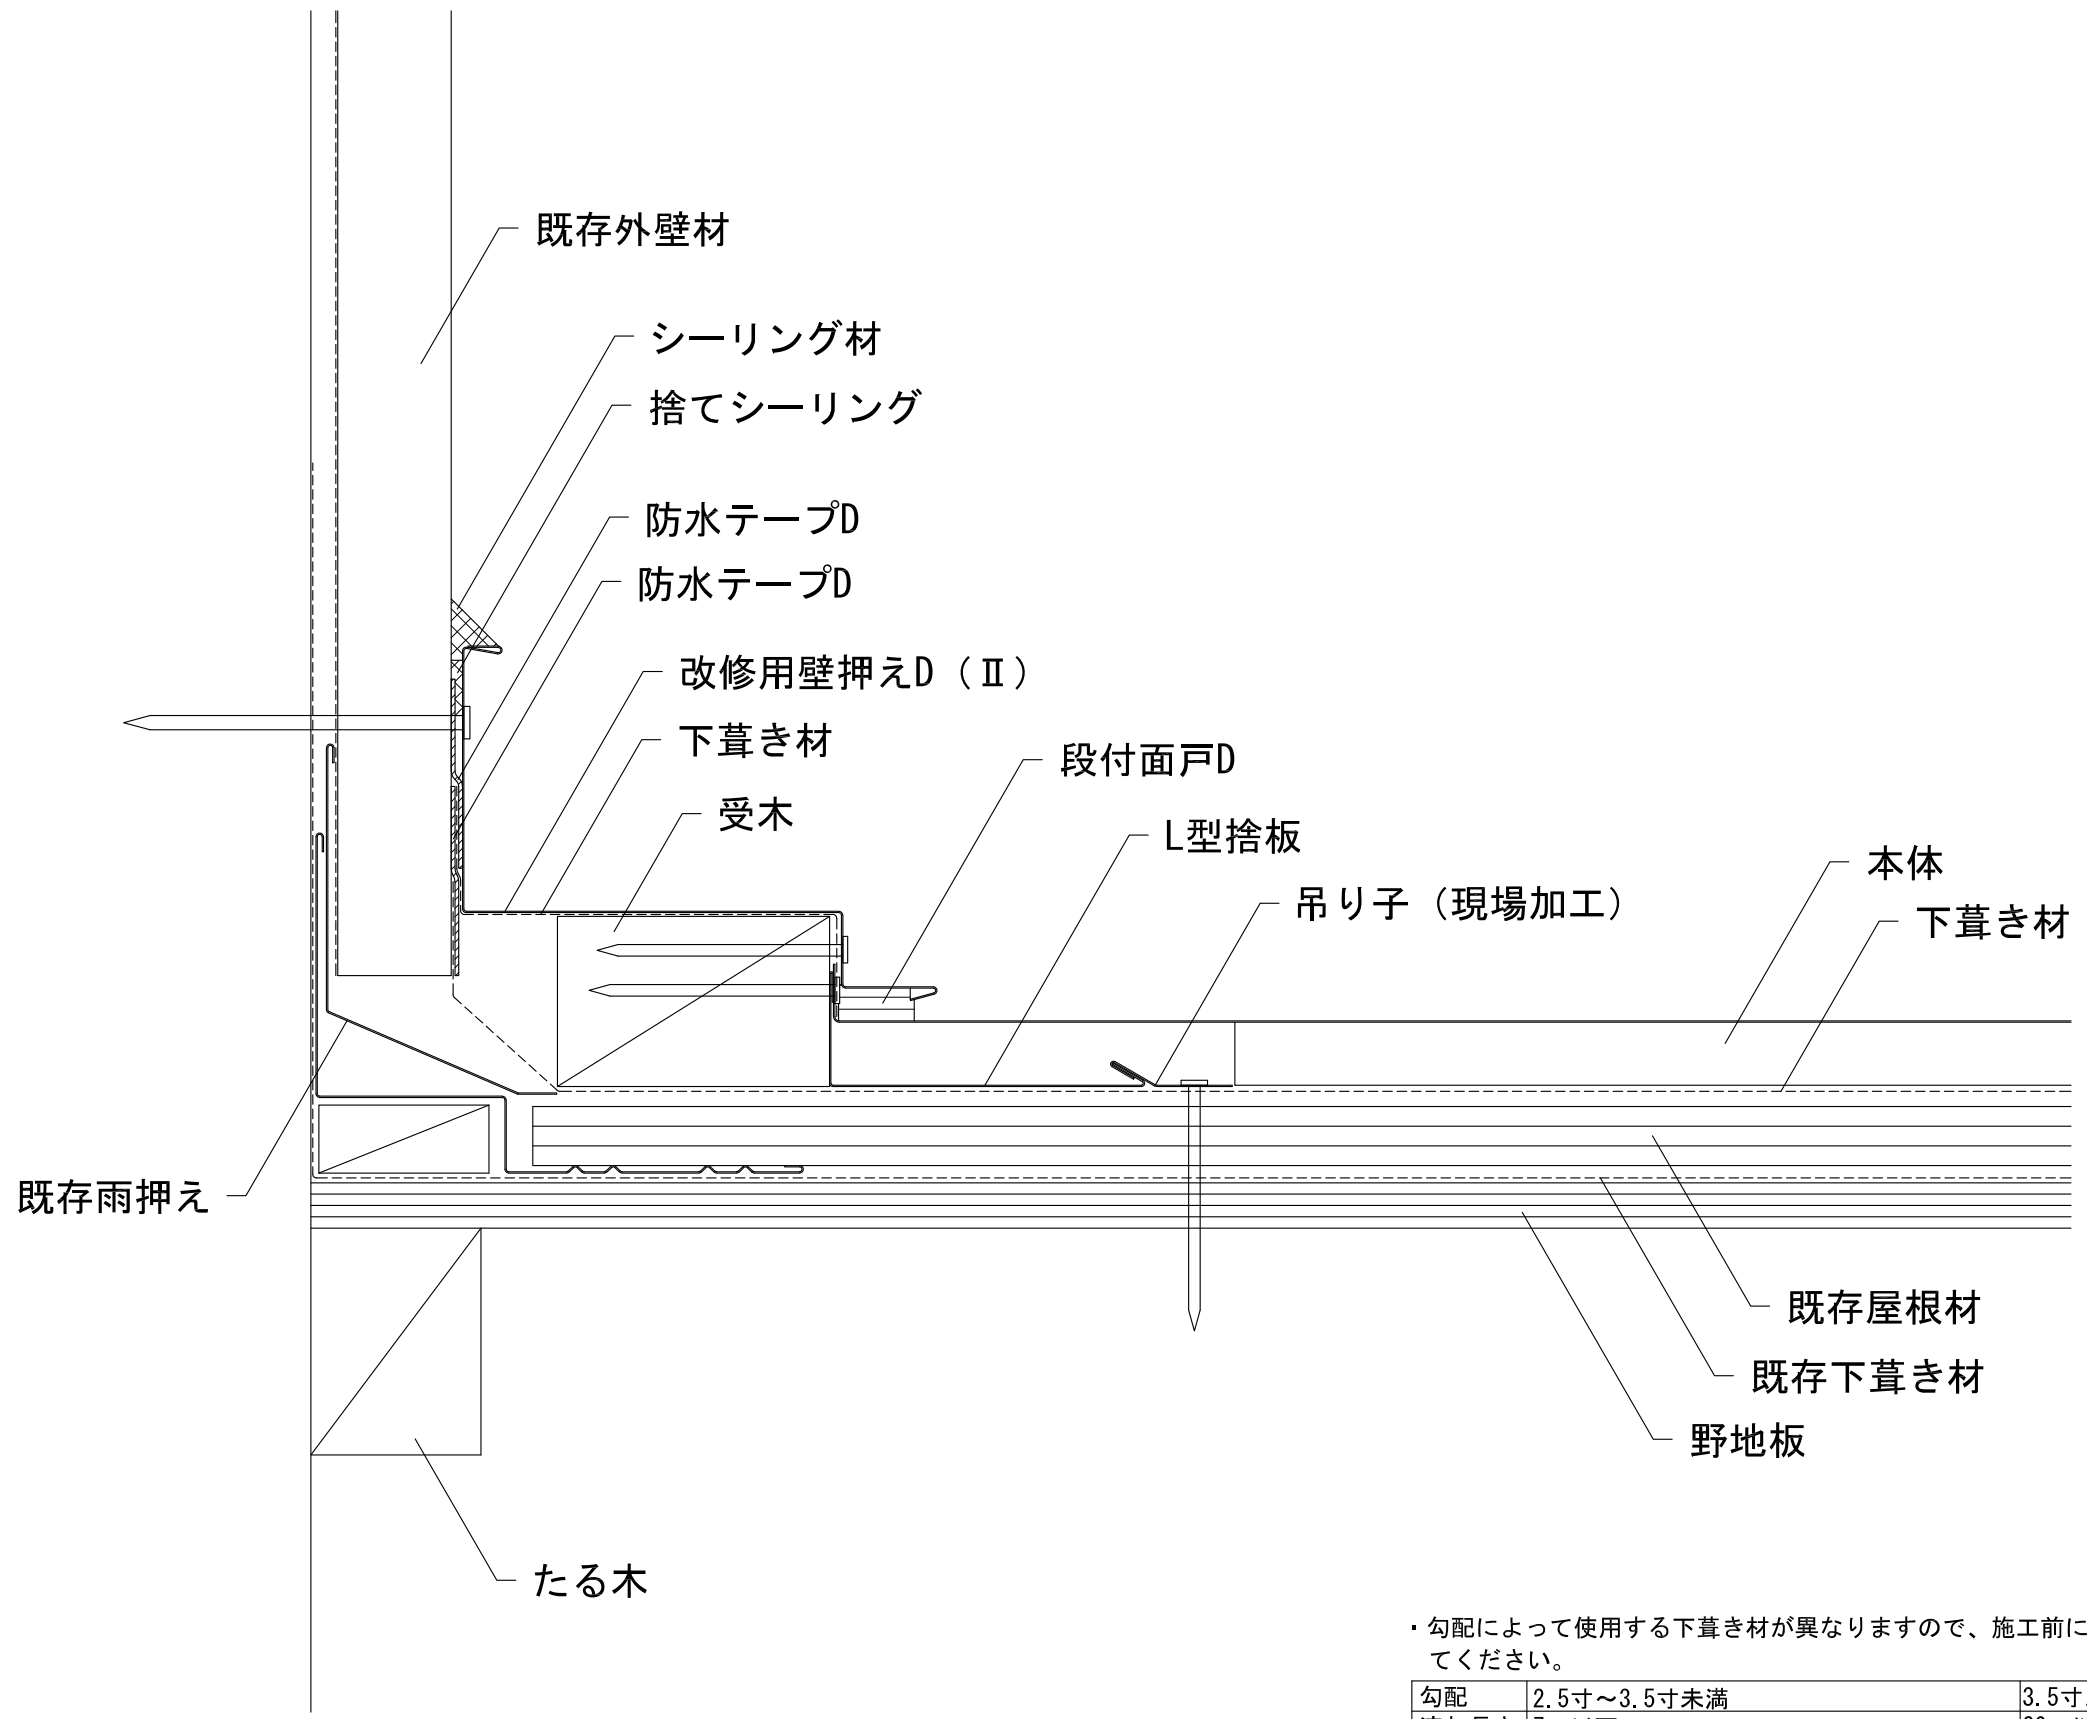 既存外壁材
シーリング材
捨てシーリング
防水テープD
防水テープD
改修用壁押えD（Ⅱ）
下葺き材
段付面戸D
受木
L型捨板
本体
吊り子（現場加工）
下葺き材
既存雨押え
既存屋根材
既存下葺き材
野地板
たる木
・勾配によって使用する下葺き材が異なりますので、施工前に
てください。
勾配 2.5寸～3.5寸未満 3.5寸